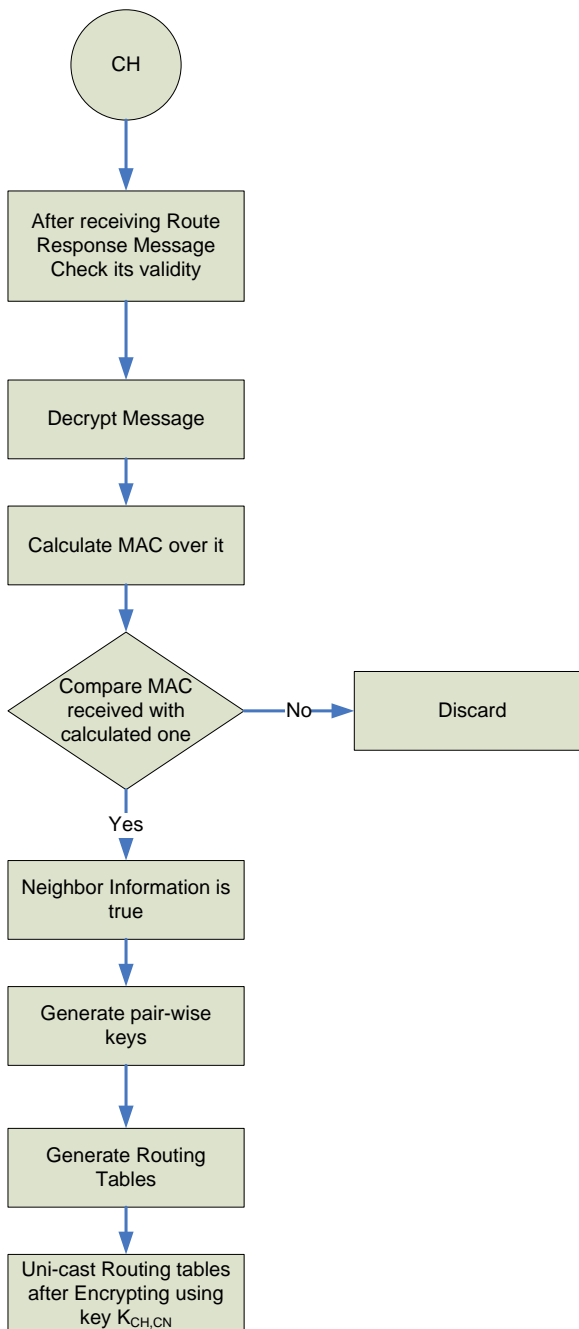 CH
After receiving Route
Response Message
Check its validity
Decrypt Message
Calculate MAC over it
Compare MAC
received with
calculated one
No
Discard
Yes
Neighbor Information is
true
Generate pair-wise
keys
Generate Routing
Tables
Uni-cast Routing tables
after Encrypting using
key K_CH,CN